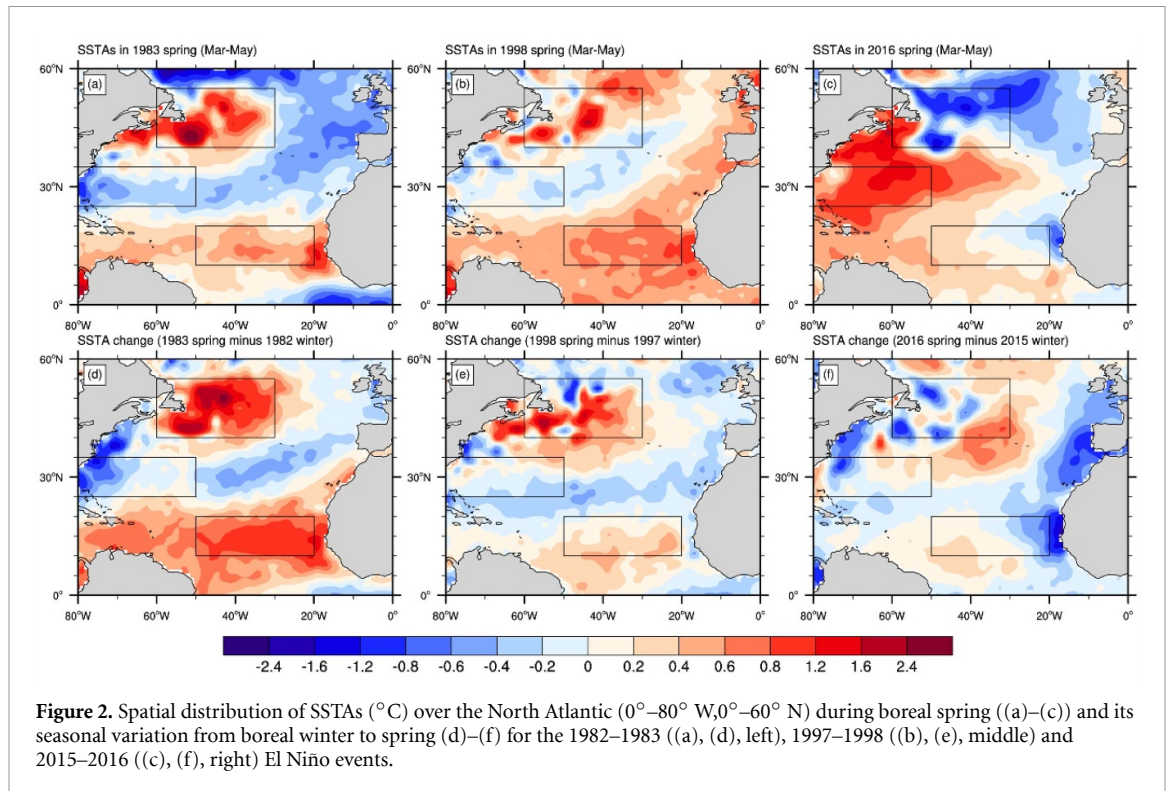 SSTAs in 1983 spring (Mar-May)
SSTAs in 1998 spring (Mar-May)
SSTAs in 2016 spring (Mar-May)
60°N
(a)
30°N
0°
80°W 60°W 40°W 20°W 0°
60°N
(b)
30°N
0°
80°W 60°W 40°W 20°W 0°
60°N
(c)
30°N
0°
80°W 60°W 40°W 20°W 0°
SSTA change (1983 spring minus 1982 winter)
SSTA change (1998 spring minus 1997 winter)
SSTA change (2016 spring minus 2015 winter)
60°N
(d)
30°N
0°
80°W 60°W 40°W 20°W 0°
60°N
(e)
30°N
0°
80°W 60°W 40°W 20°W 0°
60°N
(f)
30°N
0°
80°W 60°W 40°W 20°W 0°
-2.4 -1.6 -1.2 -0.8 -0.6 -0.4 -0.2 0 0.2 0.4 0.6 0.8 1.2 1.6 2.4
Figure 2. Spatial distribution of SSTAs (°C) over the North Atlantic (0°–80° W,0°–60° N) during boreal spring ((a)–(c)) and its
seasonal variation from boreal winter to spring (d)–(f) for the 1982–1983 ((a), (d), left), 1997–1998 ((b), (e), middle) and
2015–2016 ((c), (f), right) El Niño events.